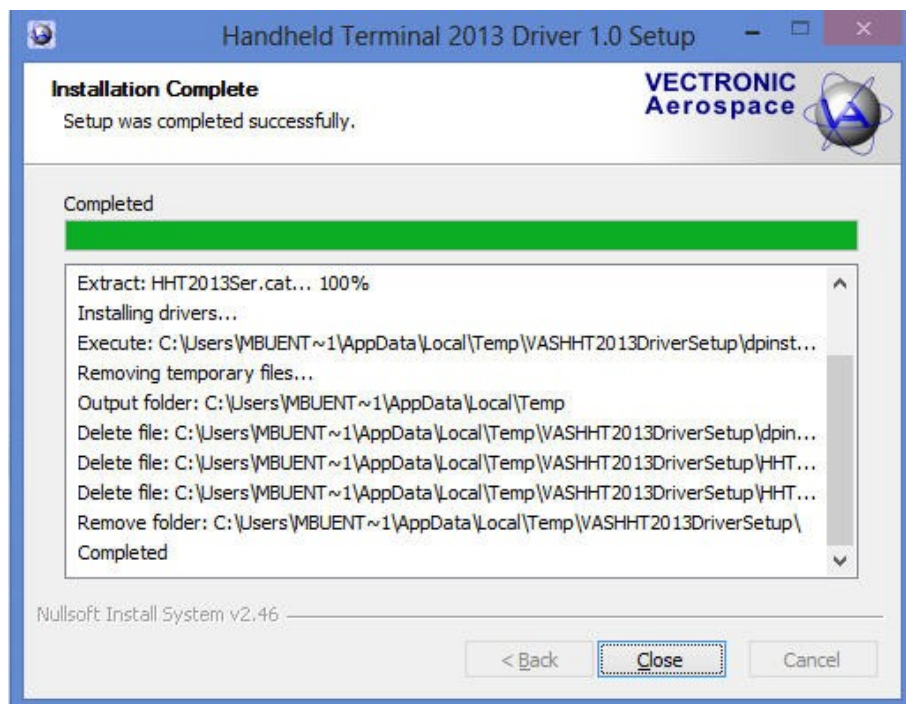 Handheld Terminal 2013 Driver 1.0 Setup
Installation Complete
Setup was completed successfully.
VECTRONIC
Aerospace
VA
Completed
Extract: HHT2013Ser.cat... 100%
Installing drivers...
Execute: C:\Users\MBUENT~1\AppData\Local\Temp\VASHHT2013DriverSetup\dpinst...
Removing temporary files...
Output folder: C:\Users\MBUENT~1\AppData\Local\Temp
Delete file: C:\Users\MBUENT~1\AppData\Local\Temp\VASHHT2013DriverSetup\dpin...
Delete file: C:\Users\MBUENT~1\AppData\Local\Temp\VASHHT2013DriverSetup\HHT...
Delete file: C:\Users\MBUENT~1\AppData\Local\Temp\VASHHT2013DriverSetup\HHT...
Remove folder: C:\Users\MBUENT~1\AppData\Local\Temp\VASHHT2013DriverSetup\
Completed
Nullsoft Install System v2.46
< Back
Close
Cancel